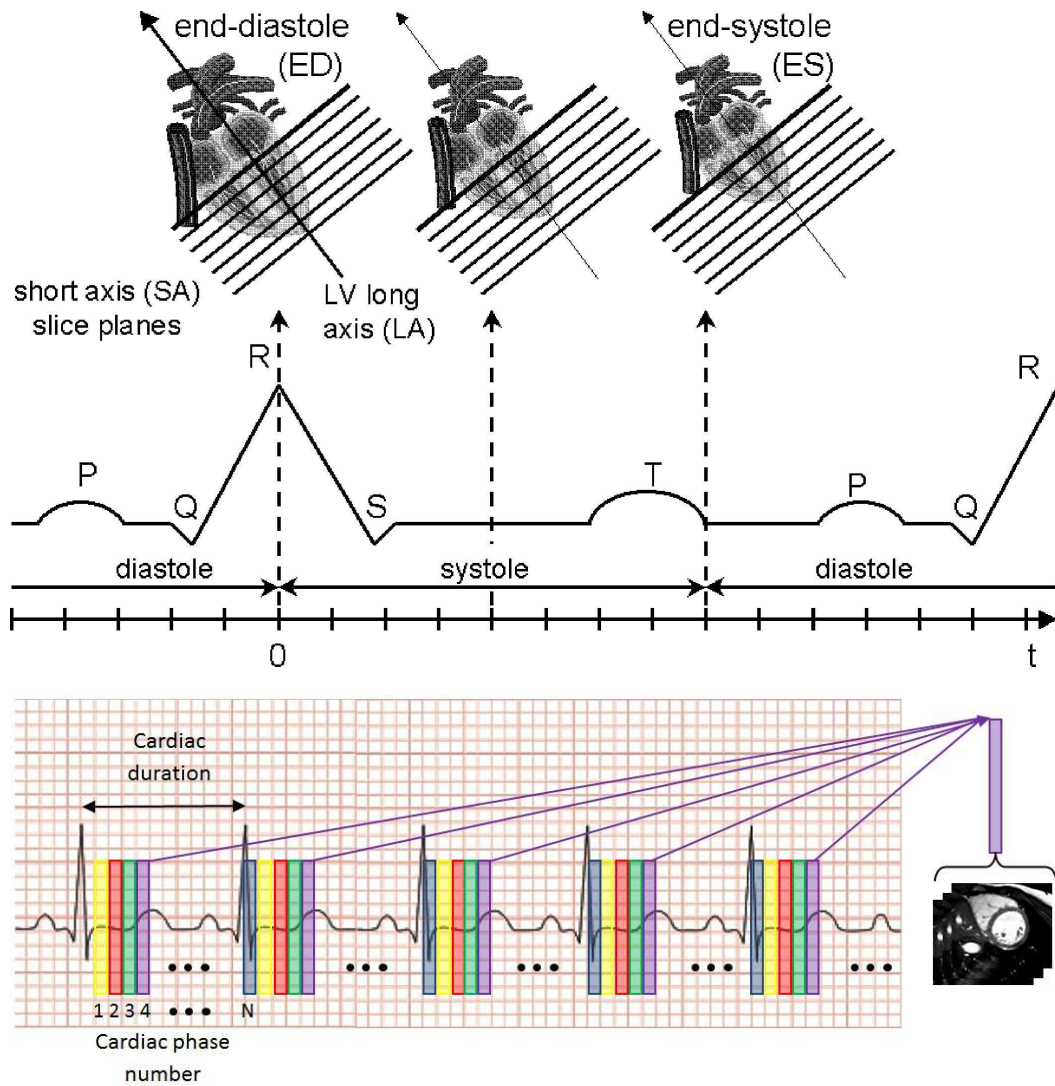 end-diastole
(ED)
end-systole
(ES)
short axis (SA)
slice planes
LV long
axis (LA)
R
R
P
Q
S
T
P
Q
diastole
systole
diastole
0
t
Cardiac
duration
1 2 3 4
N
Cardiac phase
number